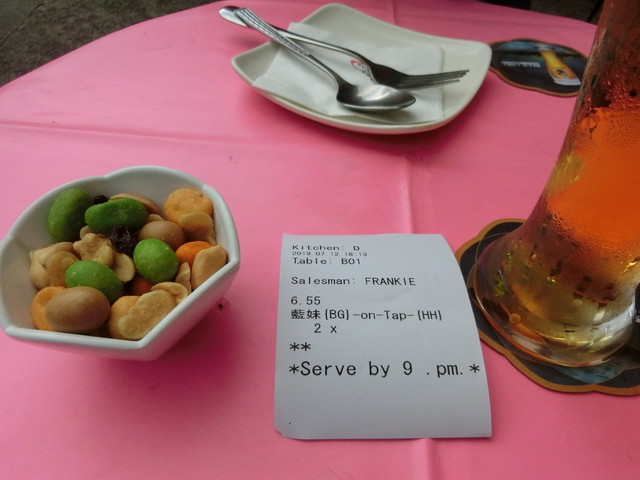 Kitchen: D
2019 07.12 18:13
Table: B01
Salesman: FRANKIE
6.55
藍妹(BG)-on-Tap-(HH)
2 x
**
*Serve by 9 .pm.*